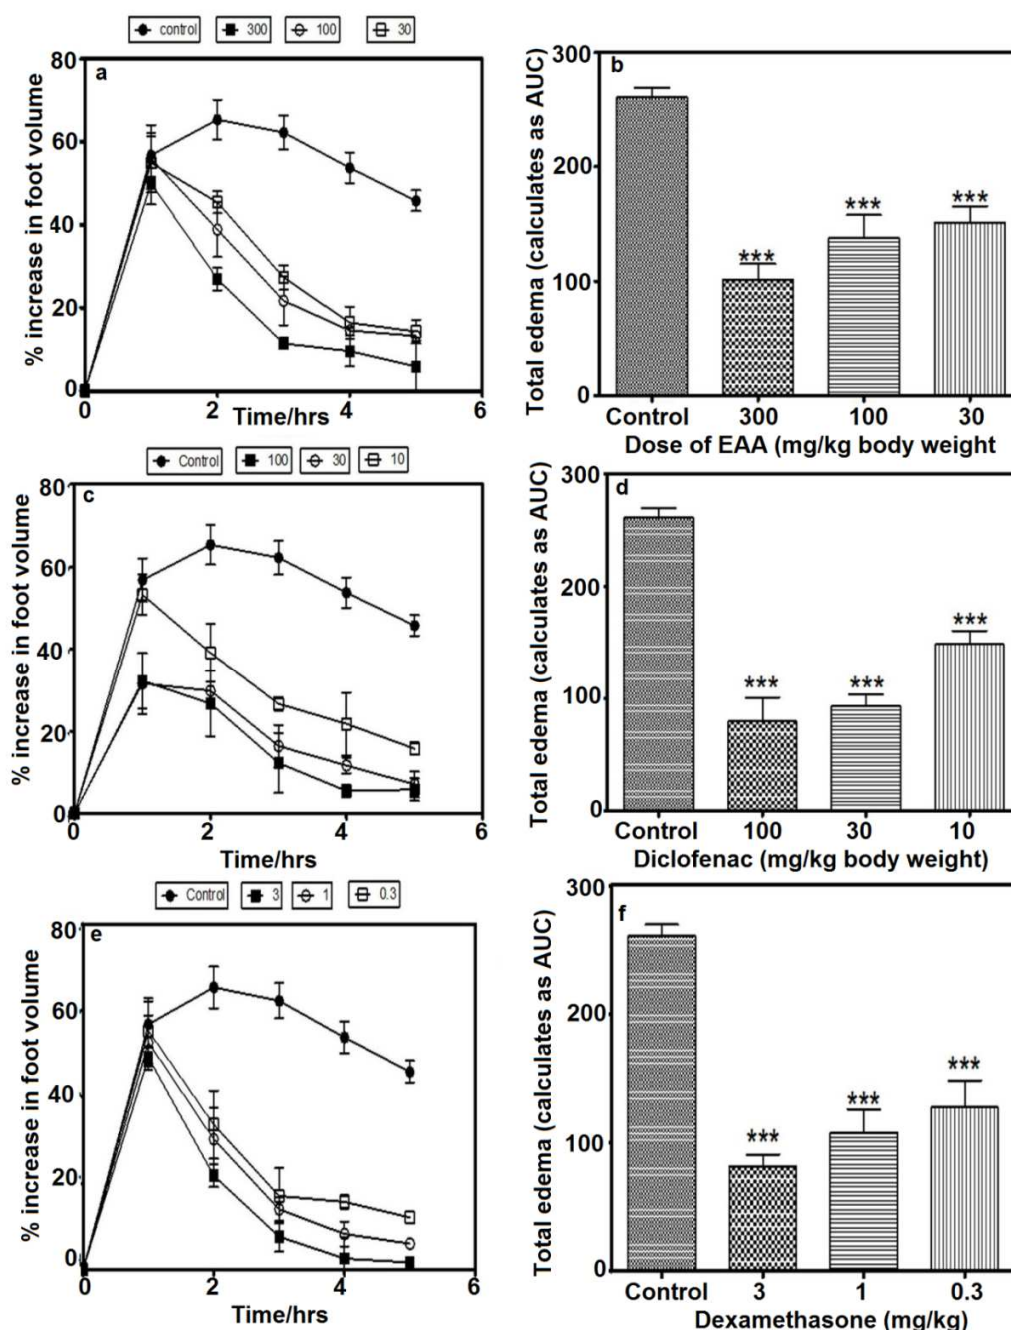 control 300 100 30
a
% increase in foot volume
80
60
40
20
0
0 2 4 6
Time/hrs
b
Total edema (calculates as AUC)
300
200
100
0
*** *** ***
Control 300 100 30
Dose of EAA (mg/kg body weight
Control 100 30 10
c
% increase in foot volume
80
60
40
20
0
0 2 4 6
Time/hrs
d
Total edema (calculates as AUC)
300
200
100
0
*** *** ***
Control 100 30 10
Diclofenac (mg/kg body weight)
Control 3 1 0.3
e
% increase in foot volume
80
60
40
20
0
0 2 4 6
Time/hrs
f
Total edema (calculates as AUC)
300
200
100
0
*** *** ***
Control 3 1 0.3
Dexamethasone (mg/kg)